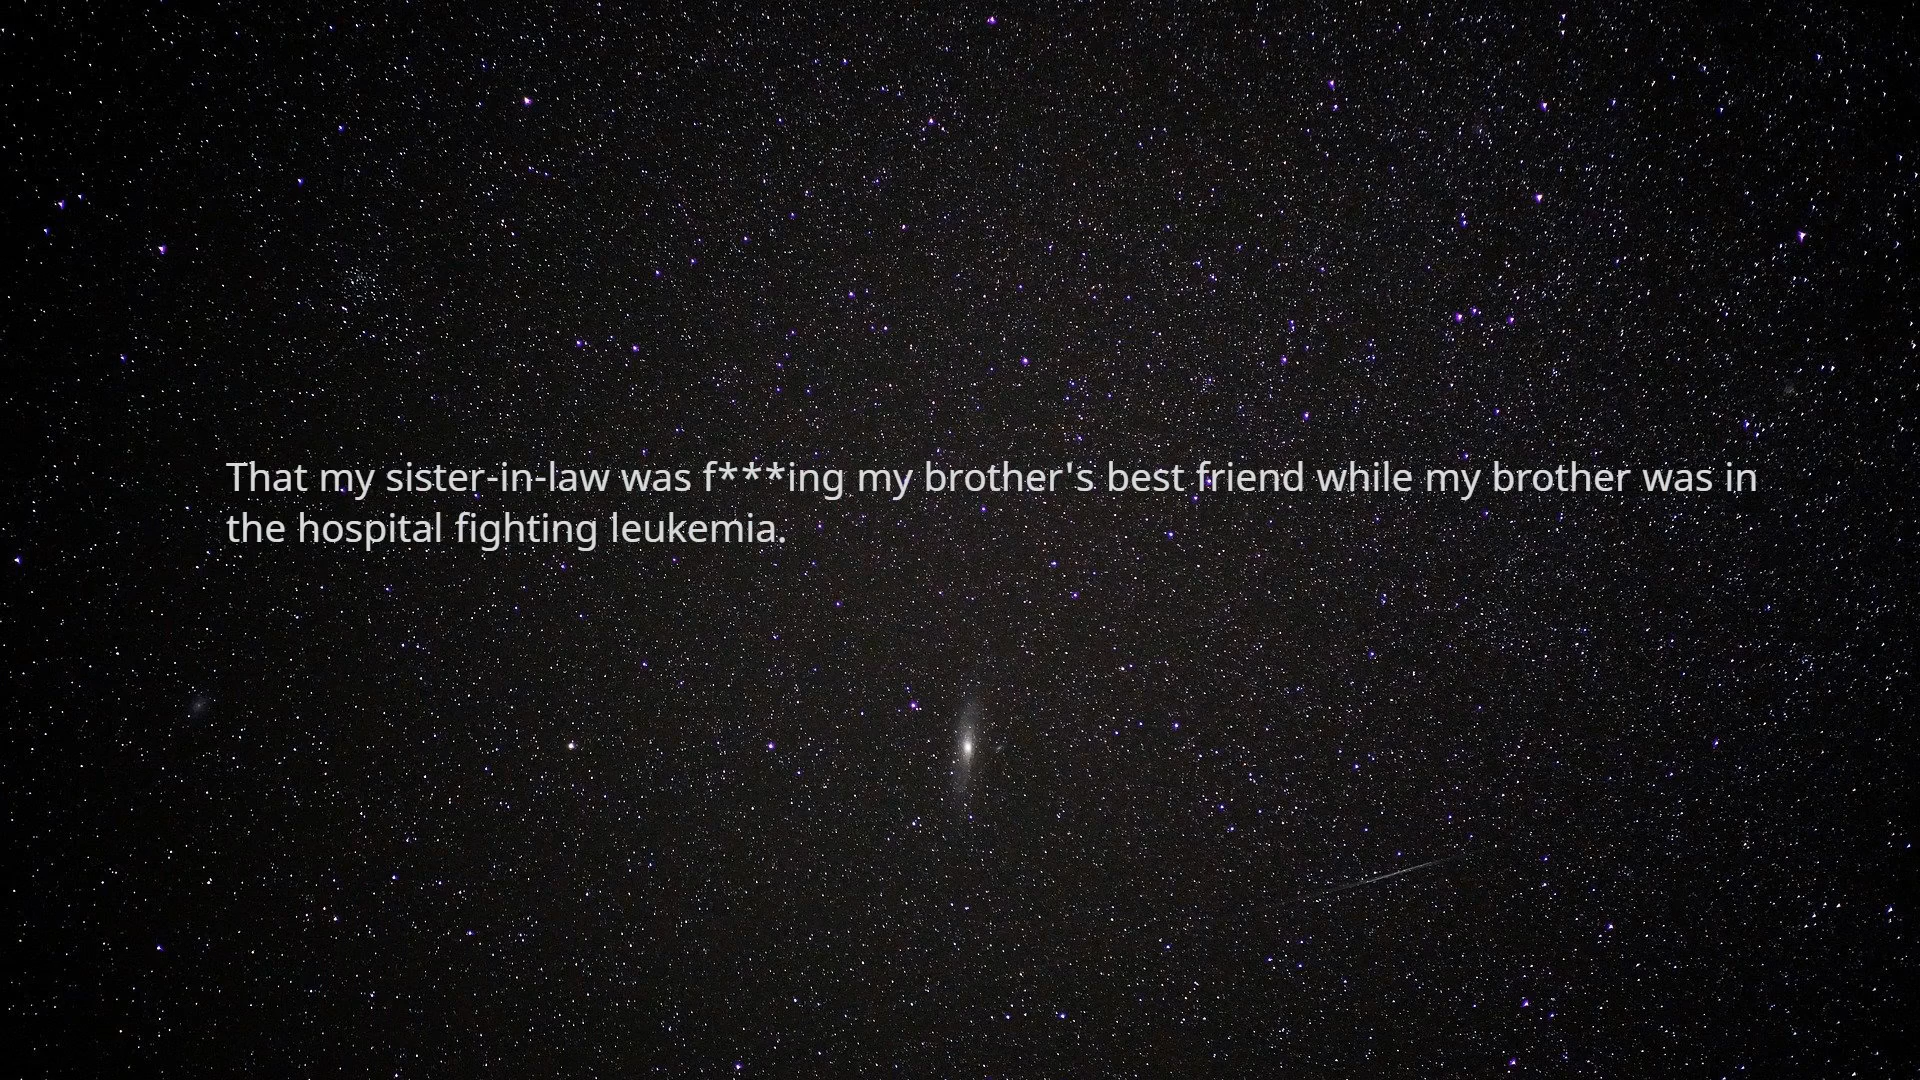 That my sister-in-law was f***ing my brother's best friend while my brother was in
the hospital fighting leukemia.